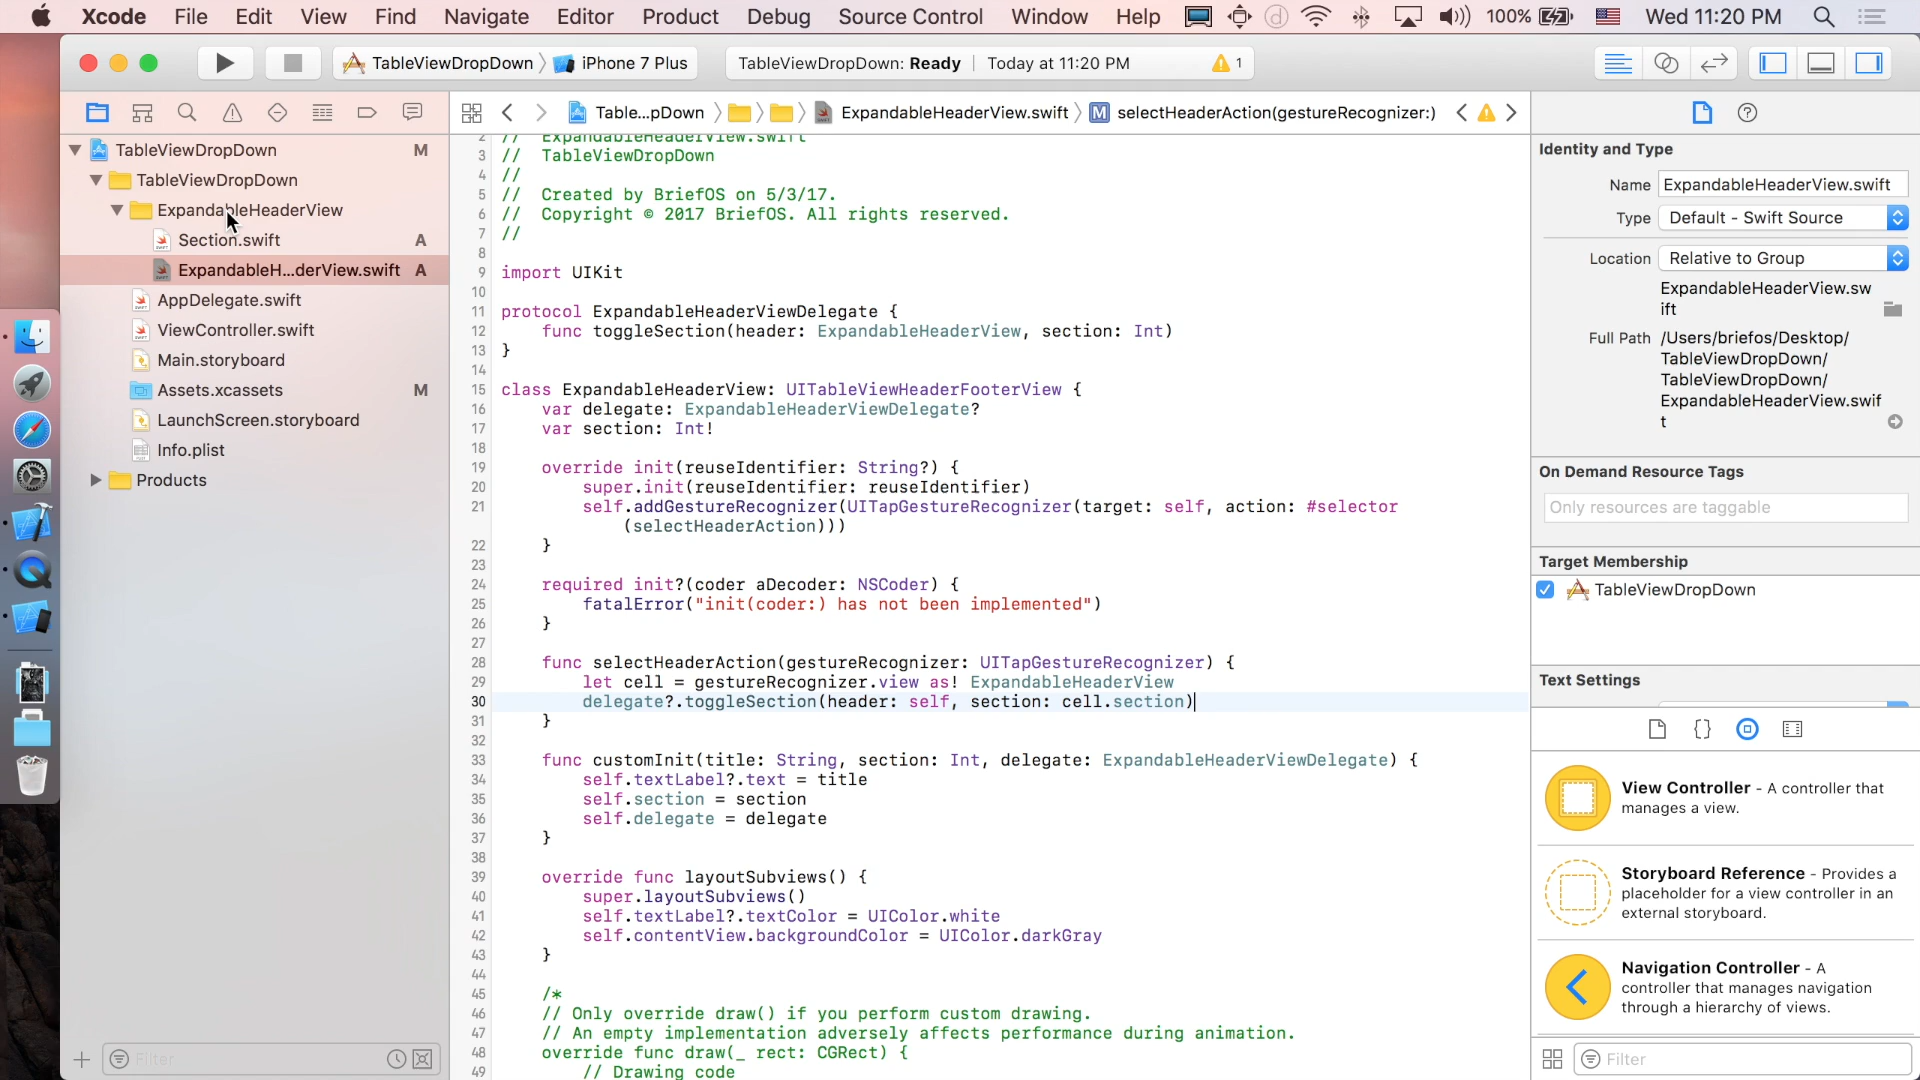 Xcode File Edit View Find Navigate Editor Product Debug Source Control Window Help 100% Wed 11:20 PM
TableViewDropDown iPhone 7 Plus
TableViewDropDown: Ready Today at 11:20 PM 1
Table...pDown ExpandableHeaderView.swift M selectHeaderAction(gestureRecognizer:)
TableViewDropDown M
TableViewDropDown
ExpandableHeaderView
Section.swift A
ExpandableH...derView.swift A
AppDelegate.swift
ViewController.swift
Main.storyboard
Assets.xcassets M
LaunchScreen.storyboard
Info.plist
Products
Filter
2 // ExpandableHeaderView.swift
3 // TableViewDropDown
4 //
5 // Created by BriefOS on 5/3/17.
6 // Copyright © 2017 BriefOS. All rights reserved.
7 //
8
9 import UIKit
10
11 protocol ExpandableHeaderViewDelegate {
12 func toggleSection(header: ExpandableHeaderView, section: Int)
13 }
14
15 class ExpandableHeaderView: UITableViewHeaderFooterView {
16 var delegate: ExpandableHeaderViewDelegate?
17 var section: Int!
18
19 override init(reuseIdentifier: String?) {
20 super.init(reuseIdentifier: reuseIdentifier)
21 self.addGestureRecognizer(UITapGestureRecognizer(target: self, action: #selector
(selectHeaderAction)))
22 }
23
24 required init?(coder aDecoder: NSCoder) {
25 fatalError("init(coder:) has not been implemented")
26 }
27
28 func selectHeaderAction(gestureRecognizer: UITapGestureRecognizer) {
29 let cell = gestureRecognizer.view as! ExpandableHeaderView
30 delegate?.toggleSection(header: self, section: cell.section)
31 }
32
33 func customInit(title: String, section: Int, delegate: ExpandableHeaderViewDelegate) {
34 self.textLabel?.text = title
35 self.section = section
36 self.delegate = delegate
37 }
38
39 override func layoutSubviews() {
40 super.layoutSubviews()
41 self.textLabel?.textColor = UIColor.white
42 self.contentView.backgroundColor = UIColor.darkGray
43 }
44
45 /*
46 // Only override draw() if you perform custom drawing.
47 // An empty implementation adversely affects performance during animation.
48 override func draw(_ rect: CGRect) {
49 // Drawing code
Identity and Type
Name ExpandableHeaderView.swift
Type Default - Swift Source
Location Relative to Group
ExpandableHeaderView.sw
ift
Full Path /Users/briefos/Desktop/
TableViewDropDown/
TableViewDropDown/
ExpandableHeaderView.swif
t
On Demand Resource Tags
Only resources are taggable
Target Membership
TableViewDropDown
Text Settings
View Controller - A controller that
manages a view.
Storyboard Reference - Provides a
placeholder for a view controller in an
external storyboard.
Navigation Controller - A
controller that manages navigation
through a hierarchy of views.
Filter